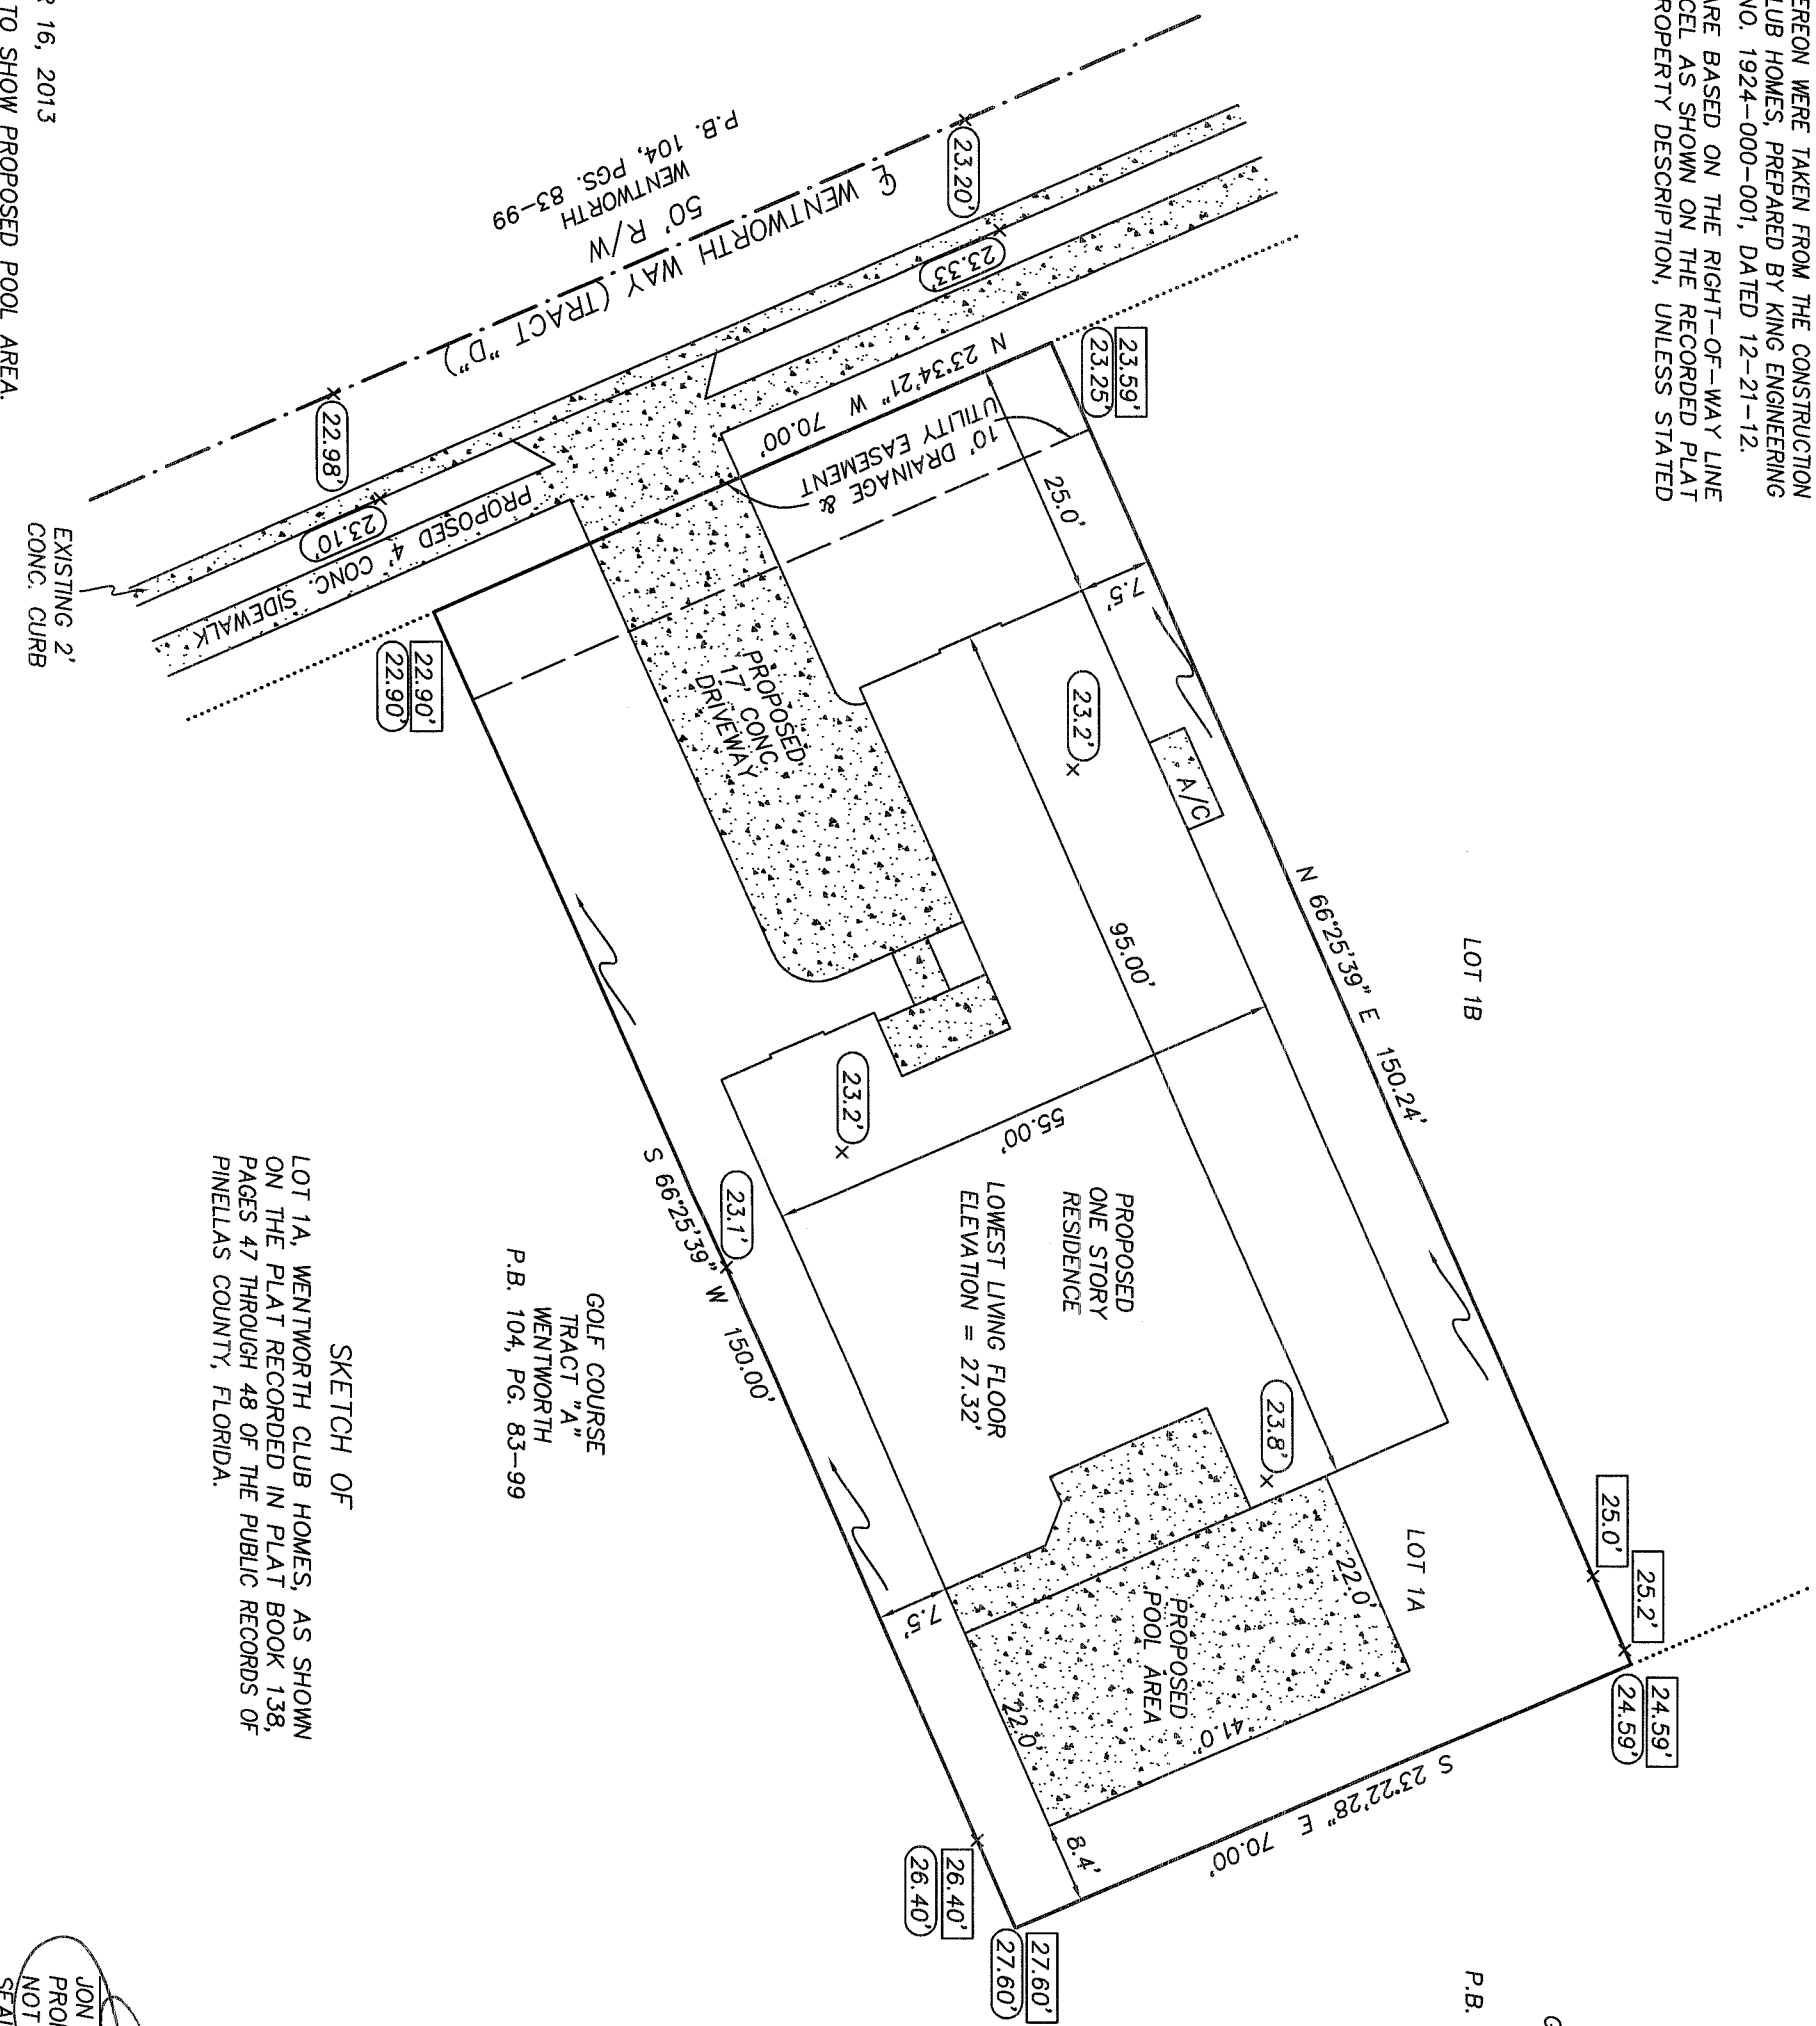 EREON WERE TAKEN FROM THE CONSTRUCTION
LUB HOMES, PREPARED BY KING ENGINEERING
NO. 1924-000-001, DATED 12-21-12.
ARE BASED ON THE RIGHT-OF-WAY LINE
CEL AS SHOWN ON THE RECORDED PLAT
ROPERTY DESCRIPTION, UNLESS STATED
LOT 1B
N 66°25'39" E 150.24'
25.0'
25.2'
24.59'
24.59'
23.59'
23.25'
N 23°34'21" W 70.00'
10' DRAINAGE &
UTILITY EASEMENT
25.0'
7.5'
A/C
23.2'
95.00'
55.00'
23.20'
23.33'
℄ WENTWORTH WAY (TRACT "D")
50' R/W
WENTWORTH
P.B. 104, PGS. 83-99
22.98'
23.10'
PROPOSED 4' CONC. SIDEWALK
EXISTING 2'
CONC. CURB
22.90'
22.90'
PROPOSED
17' CONC.
DRIVEWAY
23.2'
23.1'
PROPOSED
ONE STORY
RESIDENCE
LOWEST LIVING FLOOR
ELEVATION = 27.32'
23.8'
LOT 1A
PROPOSED
POOL AREA
22.0'
41.0'
22.0'
7.5'
8.4'
S 23°22'28" E 70.00'
S 66°25'39" W 150.00'
26.40'
26.40'
27.60'
27.60'
GOLF COURSE
TRACT "A"
WENTWORTH
P.B. 104, PG. 83-99
P.B.
G
SKETCH OF
LOT 1A, WENTWORTH CLUB HOMES, AS SHOWN
ON THE PLAT RECORDED IN PLAT BOOK 138,
PAGES 47 THROUGH 48 OF THE PUBLIC RECORDS OF
PINELLAS COUNTY, FLORIDA.
R 16, 2013
TO SHOW PROPOSED POOL AREA.
JON
PROF
NOT
SEAL